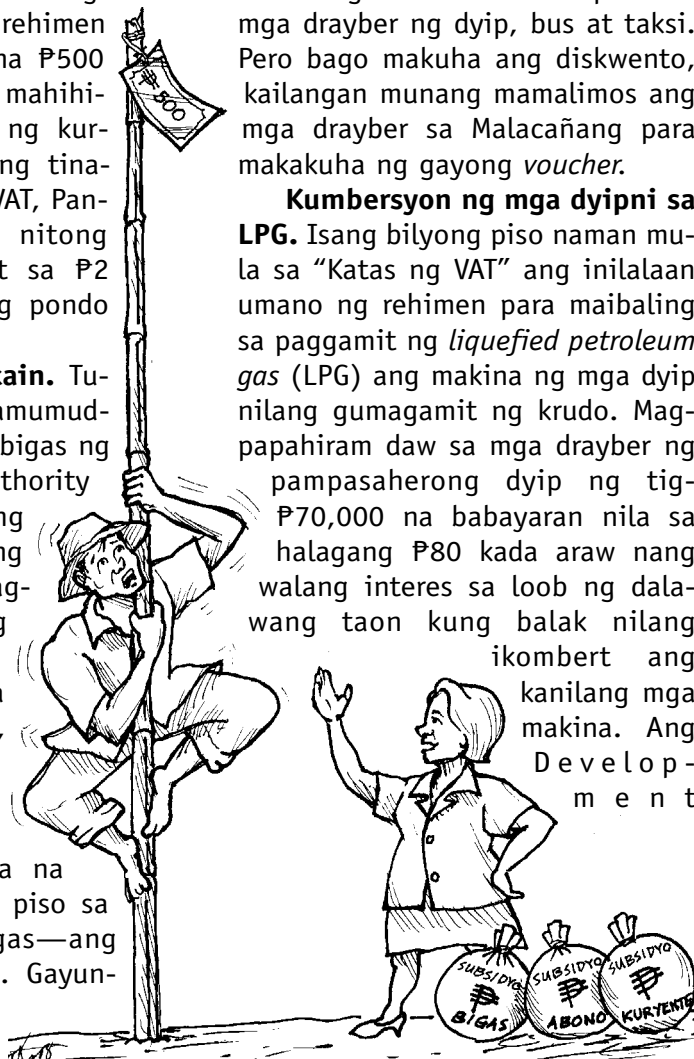 rehimen
na ₱500
mahihi-
ng kur-
ng tina-
VAT, Pan-
nitong
t sa ₱2
g pondo
ain. Tu-
amumud-
bigas ng
thority
ng
ng
ag-
g
a
a na
piso sa
gas—ang
. Gayun-
₱500
mga drayber ng dyip, bus at taksi.
Pero bago makuha ang diskwento,
kailangan munang mamalimos ang
mga drayber sa Malacañang para
makakuha ng gayong voucher.
Kumbersyon ng mga dyipni sa
LPG. Isang bilyong piso naman mu-
la sa “Katas ng VAT” ang inilalaan
umano ng rehimen para maibaling
sa paggamit ng liquefied petroleum
gas (LPG) ang makina ng mga dyip
nilang gumagamit ng krudo. Mag-
papahiram daw sa mga drayber ng
pampasaherong dyip ng tig-
₱70,000 na babayaran nila sa
halagang ₱80 kada araw nang
walang interes sa loob ng dala-
wang taon kung balak nilang
ikombert ang
kanilang mga
makina. Ang
Develop-
ment
SUBSIDYO
₱
BIGAS
SUBSIDYO
₱
ABONO
SUBSIDYO
₱
KURYENTE